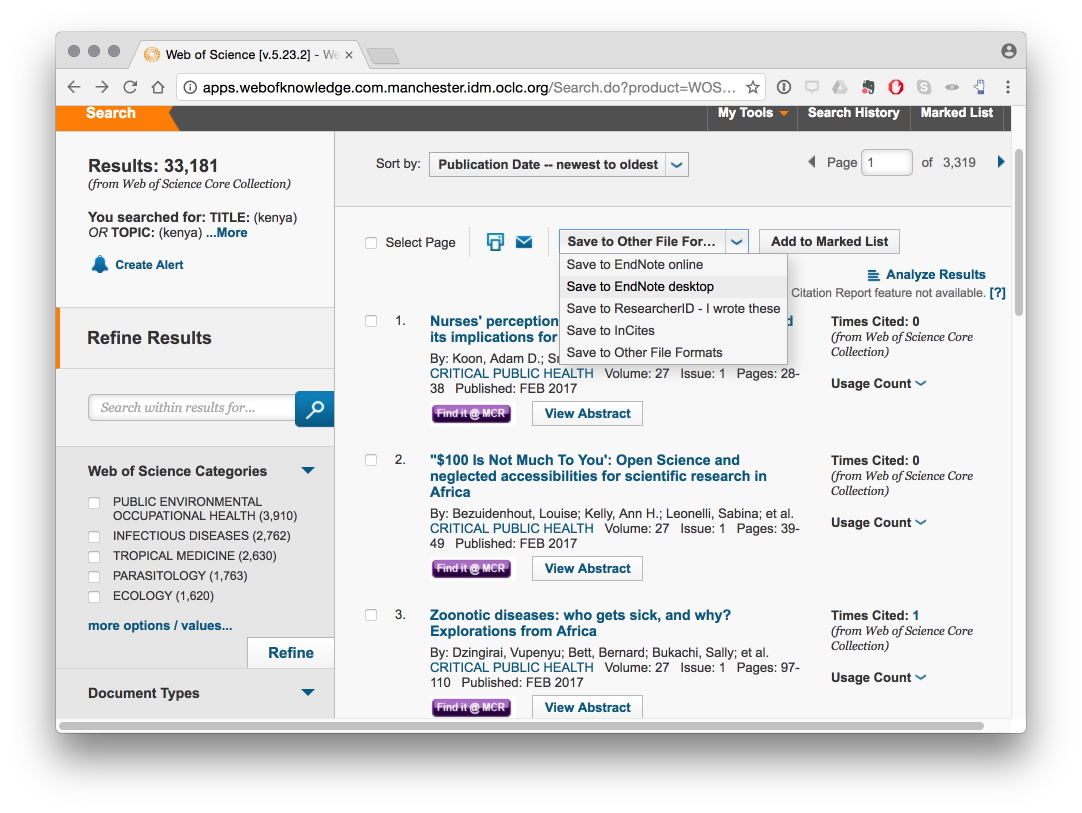 Web of Science [v.5.23.2] - We
apps.webofknowledge.com.manchester.idm.oclc.org/Search.do?product=WOS...
Search
My Tools
Search History
Marked List
Results: 33,181
(from Web of Science Core Collection)
You searched for: TITLE: (kenya)
OR TOPIC: (kenya) ...More
Create Alert
Refine Results
Search within results for...
Web of Science Categories
PUBLIC ENVIRONMENTAL
OCCUPATIONAL HEALTH (3,910)
INFECTIOUS DISEASES (2,762)
TROPICAL MEDICINE (2,630)
PARASITOLOGY (1,763)
ECOLOGY (1,620)
more options / values...
Refine
Document Types
Sort by: Publication Date -- newest to oldest
Page 1 of 3,319
Select Page
Save to Other File For...
Add to Marked List
Save to EndNote online
Save to EndNote desktop
Save to ResearcherID - I wrote these
Save to InCites
Save to Other File Formats
Analyze Results
Citation Report feature not available. [?]
1. Nurses' perception
its implications for
By: Koon, Adam D.;
CRITICAL PUBLIC HEALTH Volume: 27 Issue: 1 Pages: 28-
38 Published: FEB 2017
Find it @ MCR View Abstract
Times Cited: 0
(from Web of Science Core
Collection)
Usage Count
2. "$100 Is Not Much To You': Open Science and
neglected accessibilities for scientific research in
Africa
By: Bezuidenhout, Louise; Kelly, Ann H.; Leonelli, Sabina; et al.
CRITICAL PUBLIC HEALTH Volume: 27 Issue: 1 Pages: 39-
49 Published: FEB 2017
Find it @ MCR View Abstract
Times Cited: 0
(from Web of Science Core
Collection)
Usage Count
3. Zoonotic diseases: who gets sick, and why?
Explorations from Africa
By: Dzingirai, Vupenyu; Bett, Bernard; Bukachi, Sally; et al.
CRITICAL PUBLIC HEALTH Volume: 27 Issue: 1 Pages: 97-
110 Published: FEB 2017
Find it @ MCR View Abstract
Times Cited: 1
(from Web of Science Core
Collection)
Usage Count